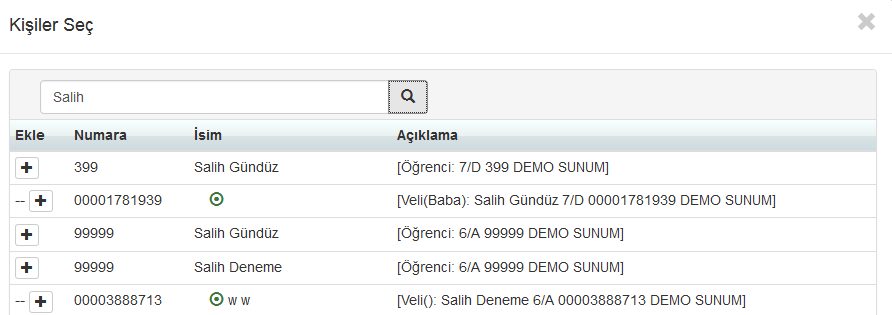 Kişiler Seç
Salih
Ekle Numara İsim Açıklama
399 Salih Gündüz [Öğrenci: 7/D 399 DEMO SUNUM]
-- 00001781939 [Veli(Baba): Salih Gündüz 7/D 00001781939 DEMO SUNUM]
99999 Salih Gündüz [Öğrenci: 6/A 99999 DEMO SUNUM]
99999 Salih Deneme [Öğrenci: 6/A 99999 DEMO SUNUM]
-- 00003888713 w w [Veli(): Salih Deneme 6/A 00003888713 DEMO SUNUM]